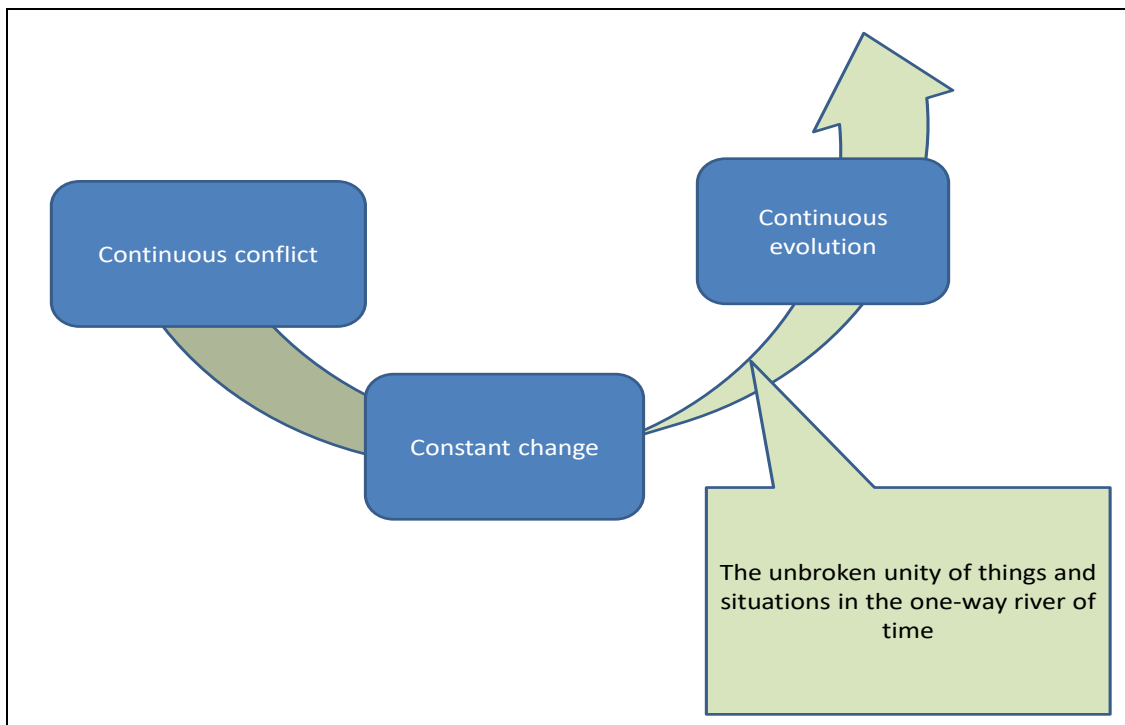 Continuous conflict
Constant change
Continuous
evolution
The unbroken unity of things and
situations in the one-way river of
time